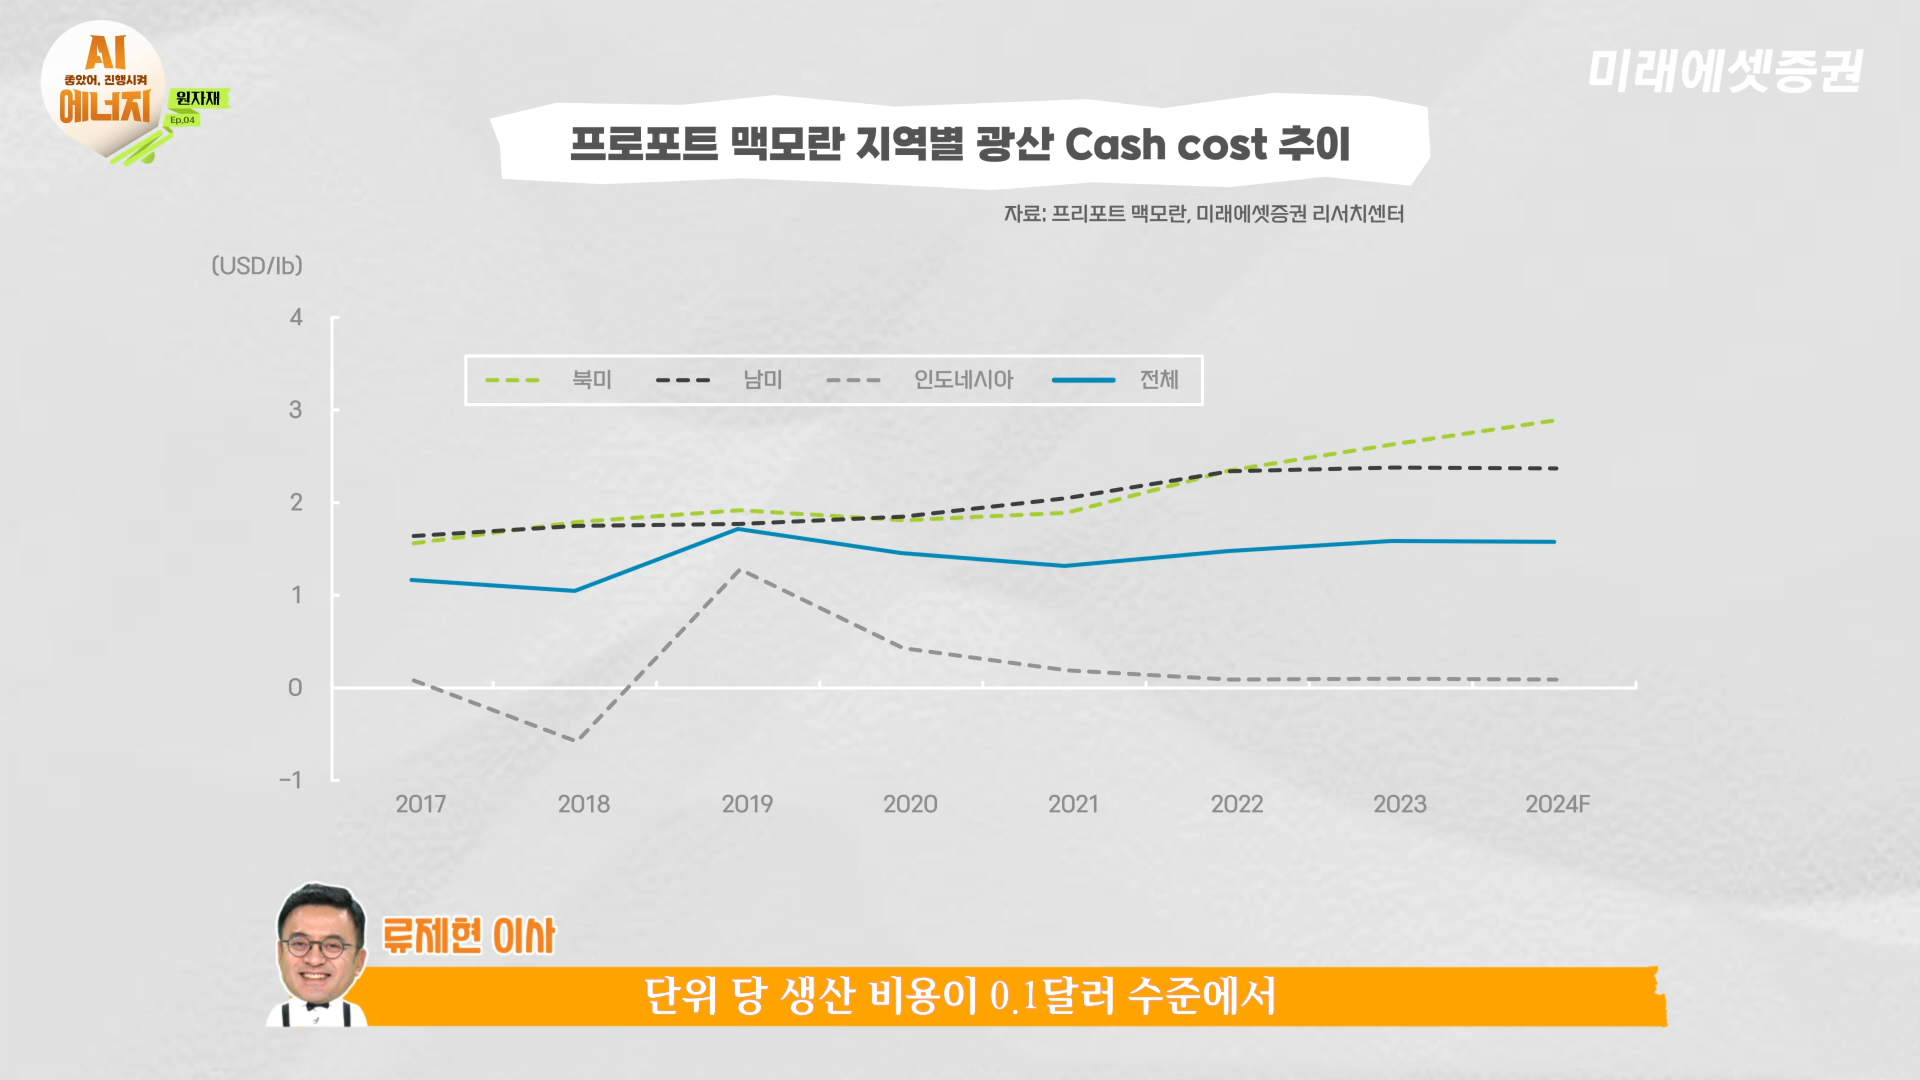 AI
좋았어, 진행시켜
에너지
원자재
Ep.04
미래에셋증권
프로포트 맥모란 지역별 광산 Cash cost 추이
자료: 프리포트 맥모란, 미래에셋증권 리서치센터
(USD/lb)
4
북미 남미 인도네시아 전체
3
2
1
0
-1
2017 2018 2019 2020 2021 2022 2023 2024F
류제현 이사
단위 당 생산 비용이 0.1달러 수준에서